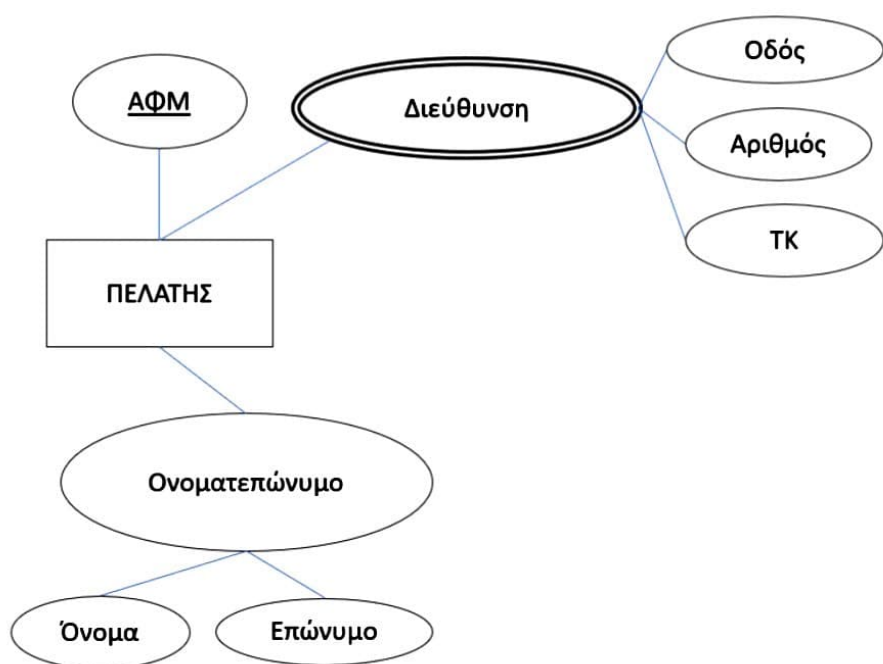 Οδός
ΑΦΜ
Διεύθυνση
Αριθμός
ΤΚ
ΠΕΛΑΤΗΣ
Ονοματεπώνυμο
Όνομα
Επώνυμο